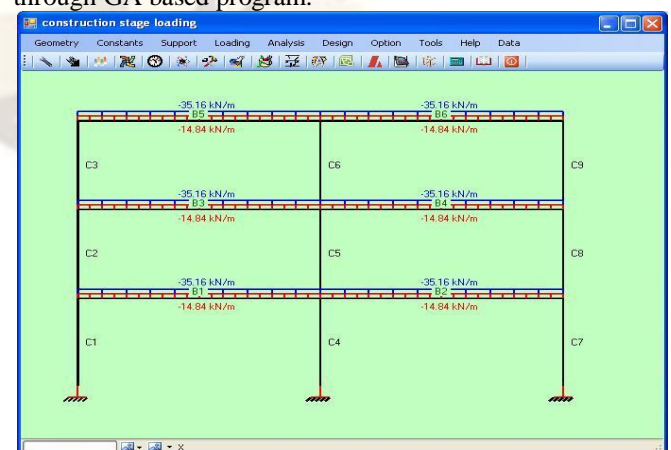 through GA based program.
construction stage loading
Geometry Constants Support Loading Analysis Design Option Tools Help Data
-35.16 kN/m -35.16 kN/m
B5 B6
-14.84 kN/m -14.84 kN/m
C3 C6 C9
-35.16 kN/m -35.16 kN/m
B3 B4
-14.84 kN/m -14.84 kN/m
C2 C5 C8
-35.16 kN/m -35.16 kN/m
B1 B2
-14.84 kN/m -14.84 kN/m
C1 C4 C7